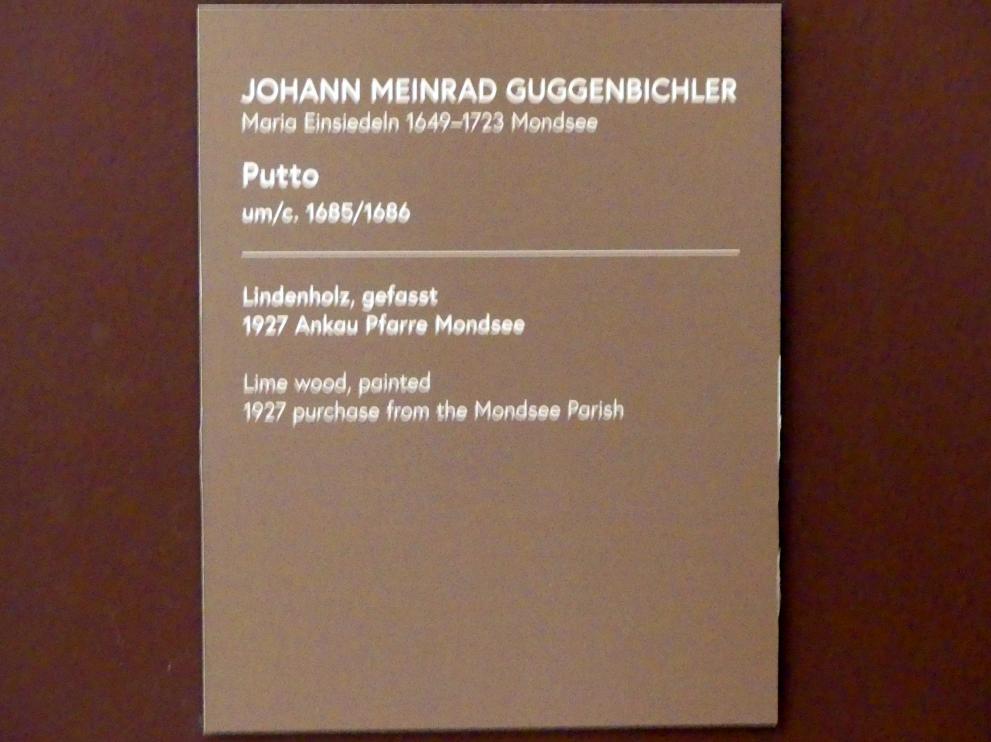 JOHANN MEINRAD GUGGENBICHLER
Maria Einsiedeln 1649–1723 Mondsee
Putto
um/c. 1685/1686
Lindenholz, gefasst
1927 Ankau Pfarre Mondsee
Lime wood, painted
1927 purchase from the Mondsee Parish